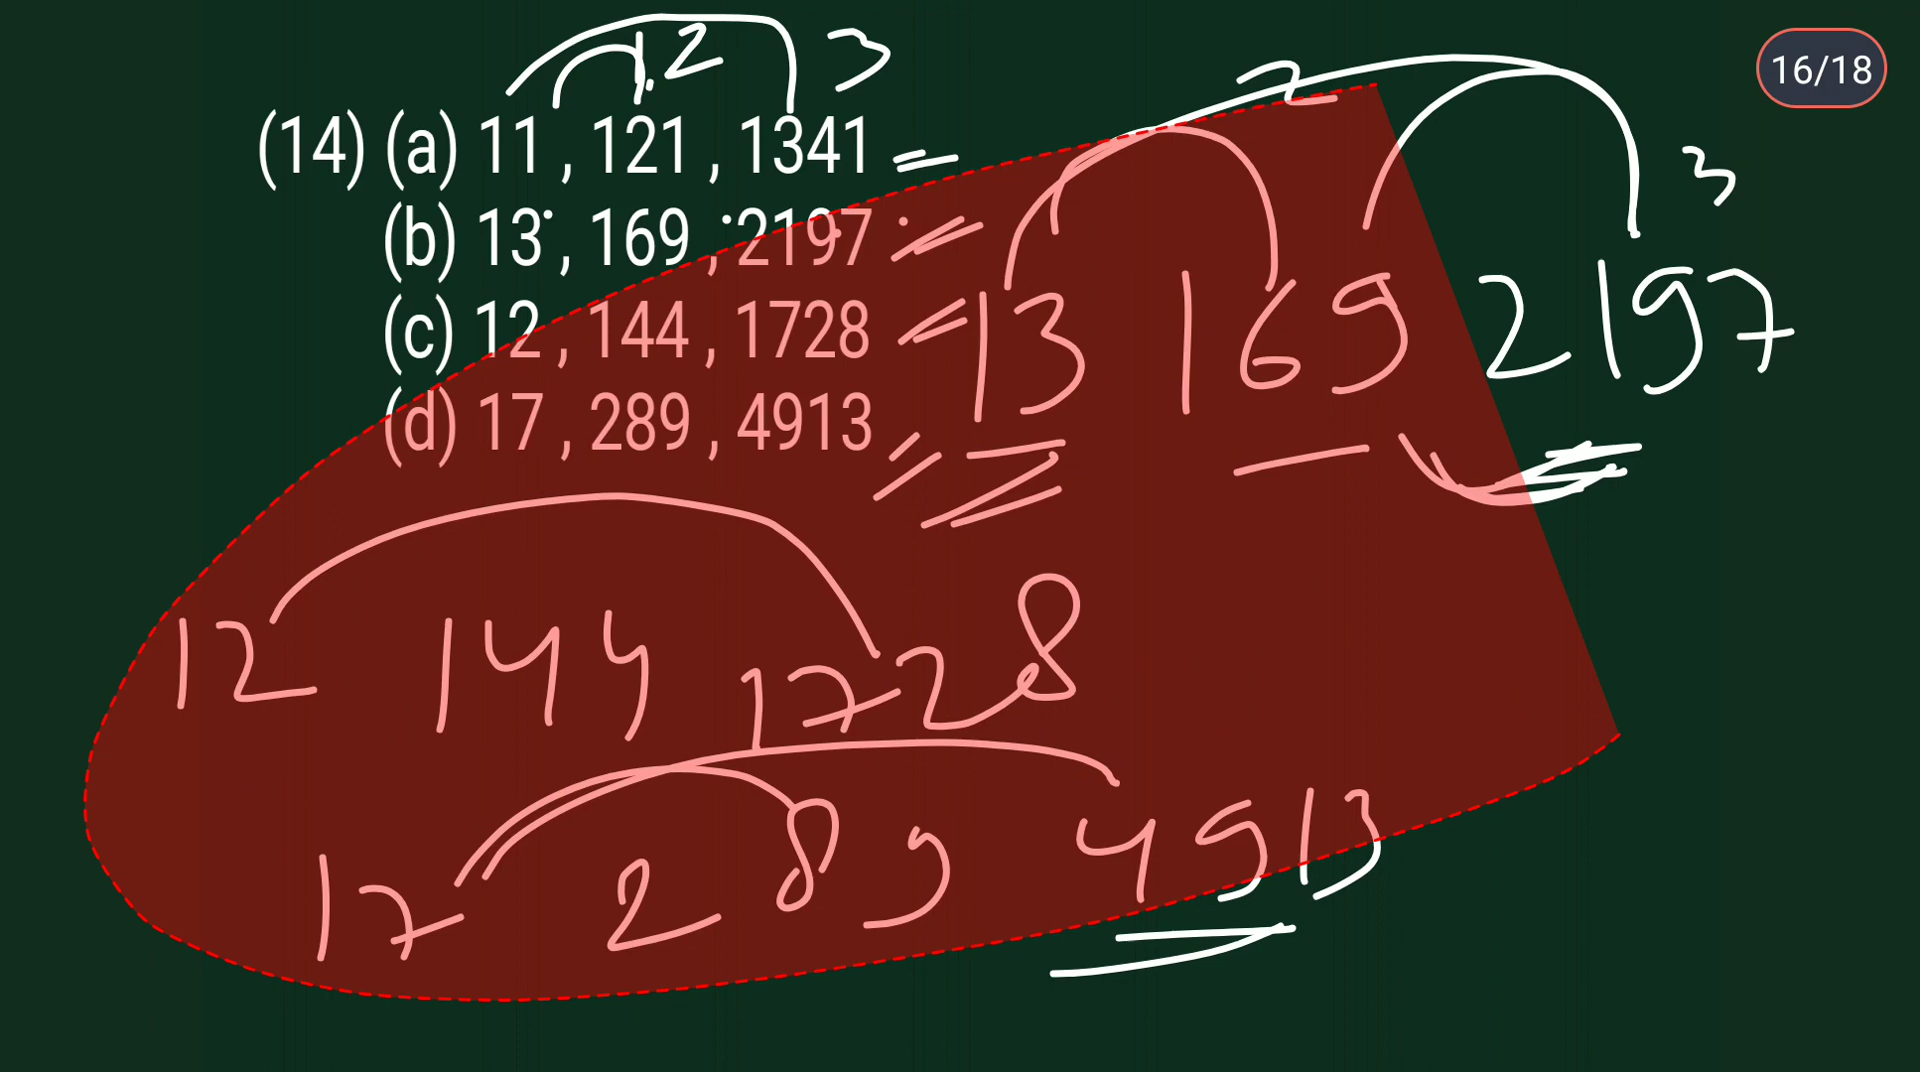 16/18
1.2 3
(14) (a) 11 , 121 , 1341
2
3
(b) 13 , 169 , 2197
(c) 12 , 144 , 1728
13 169 2197
(d) 17 , 289 , 4913
12 144 1728
17 289 4913